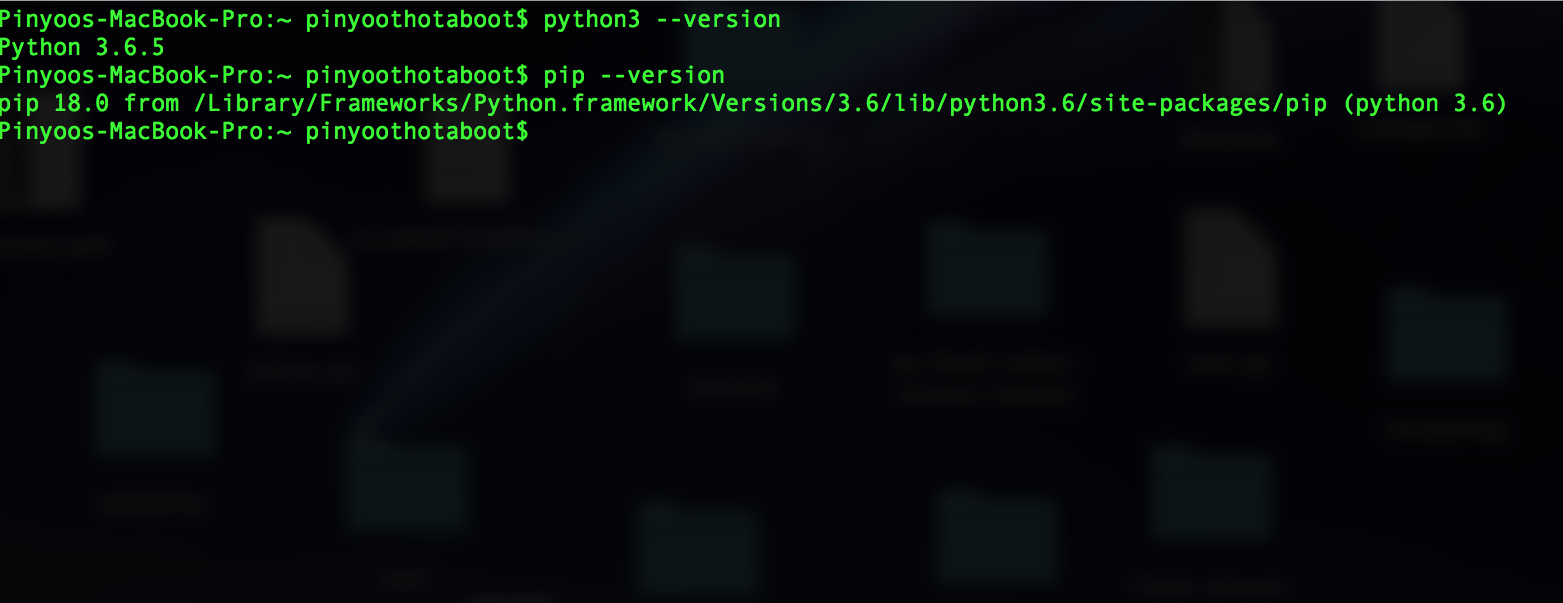 Pinyoos-MacBook-Pro:~ pinyoothotaboot$ python3 --version
Python 3.6.5
Pinyoos-MacBook-Pro:~ pinyoothotaboot$ pip --version
pip 18.0 from /Library/Frameworks/Python.framework/Versions/3.6/lib/python3.6/site-packages/pip (python 3.6)
Pinyoos-MacBook-Pro:~ pinyoothotaboot$